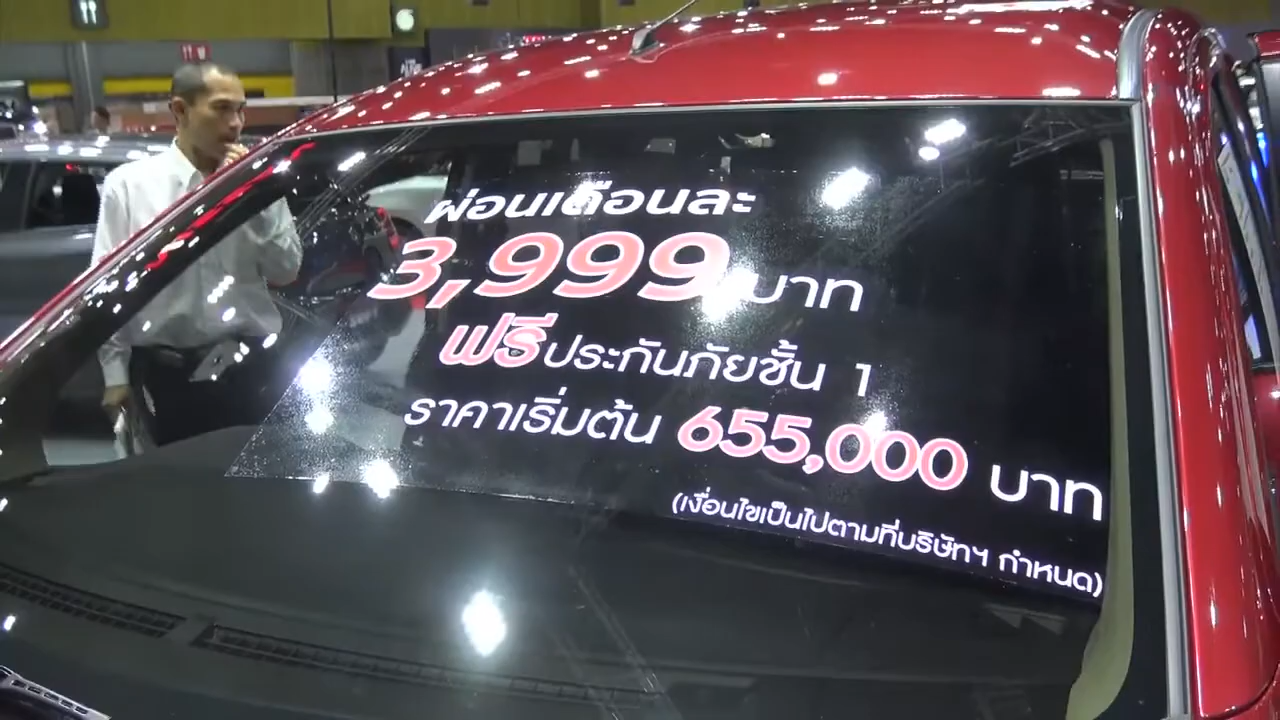 ผ่อนเดือนละ
3,999 บาท
ฟรี ประกันภัยชั้น 1
ราคาเริ่มต้น 655,000 บาท
(เงื่อนไขเป็นไปตามที่บริษัทฯ กำหนด)